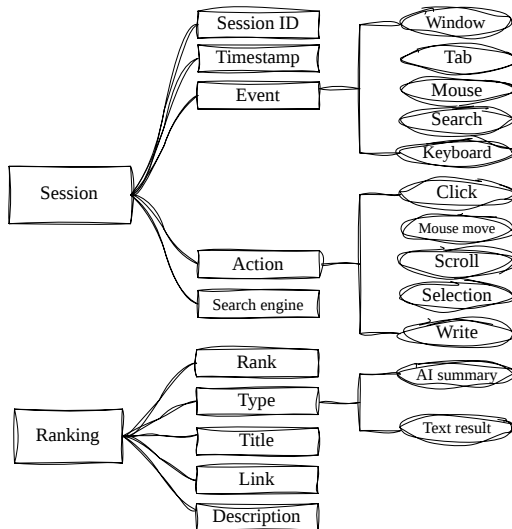 Session ID
Window
Timestamp
Tab
Event
Mouse
Search
Keyboard
Session
Click
Mouse move
Action
Scroll
Search engine
Selection
Write
Rank
AI summary
Type
Ranking
Title
Text result
Link
Description